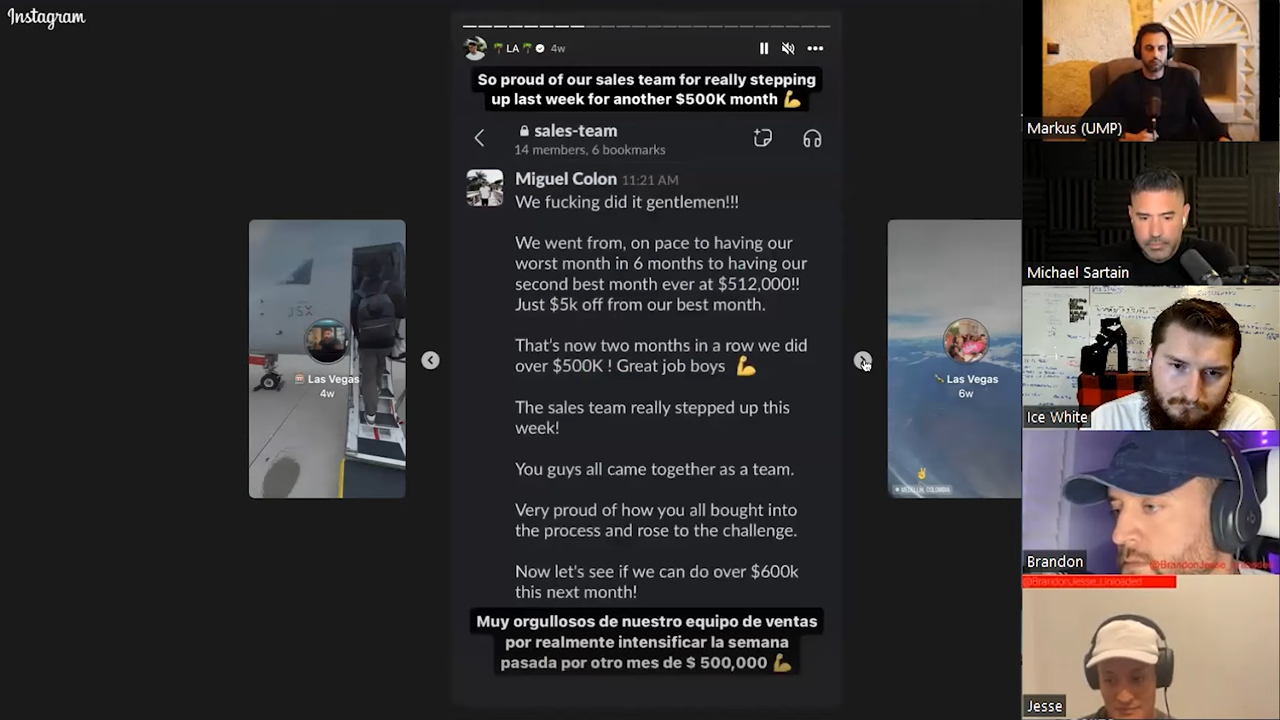 Instagram
🌴 LA 🌴 4w
So proud of our sales team for really stepping
up last week for another $500K month 💪
sales-team
14 members, 6 bookmarks
Miguel Colon 11:21 AM
We fucking did it gentlemen!!!
We went from, on pace to having our
worst month in 6 months to having our
second best month ever at $512,000!!
Just $5k off from our best month.
That's now two months in a row we did
over $500K ! Great job boys 💪
The sales team really stepped up this
week!
You guys all came together as a team.
Very proud of how you all bought into
the process and rose to the challenge.
Now let's see if we can do over $600k
this next month!
Muy orgullosos de nuestro equipo de ventas
por realmente intensificar la semana
pasada por otro mes de $ 500,000 💪
JSX
🎰 Las Vegas
4w
Las Vegas
6w
MEDELLIN, COLOMBIA
Markus (UMP)
Michael Sartain
Ice White
Brandon
@BrandonJesse_Unloaded
@BrandonJesse_Unloaded
Jesse